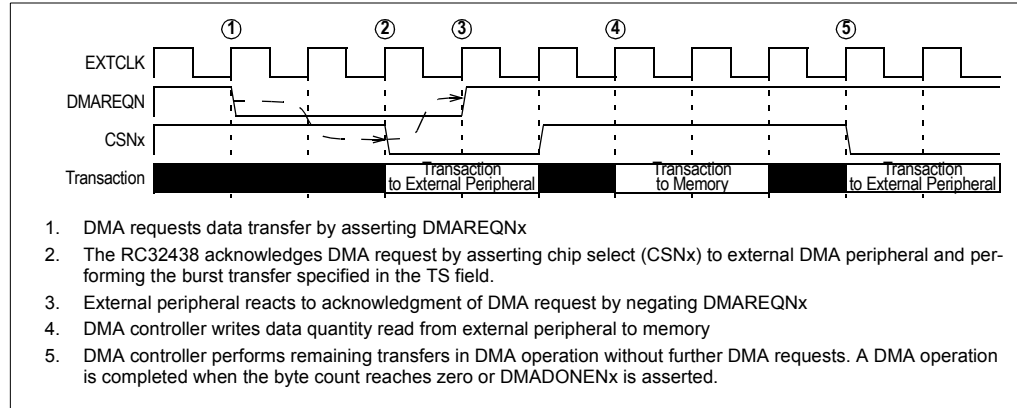 ① ② ③ ④ ⑤
EXTCLK
DMAREQN
CSNx
Transaction
Transaction
to External Peripheral
Transaction
to Memory
Transaction
to External Peripheral
1. DMA requests data transfer by asserting DMAREQNx
2. The RC32438 acknowledges DMA request by asserting chip select (CSNx) to external DMA peripheral and per-
forming the burst transfer specified in the TS field.
3. External peripheral reacts to acknowledgment of DMA request by negating DMAREQNx
4. DMA controller writes data quantity read from external peripheral to memory
5. DMA controller performs remaining transfers in DMA operation without further DMA requests. A DMA operation
is completed when the byte count reaches zero or DMADONENx is asserted.